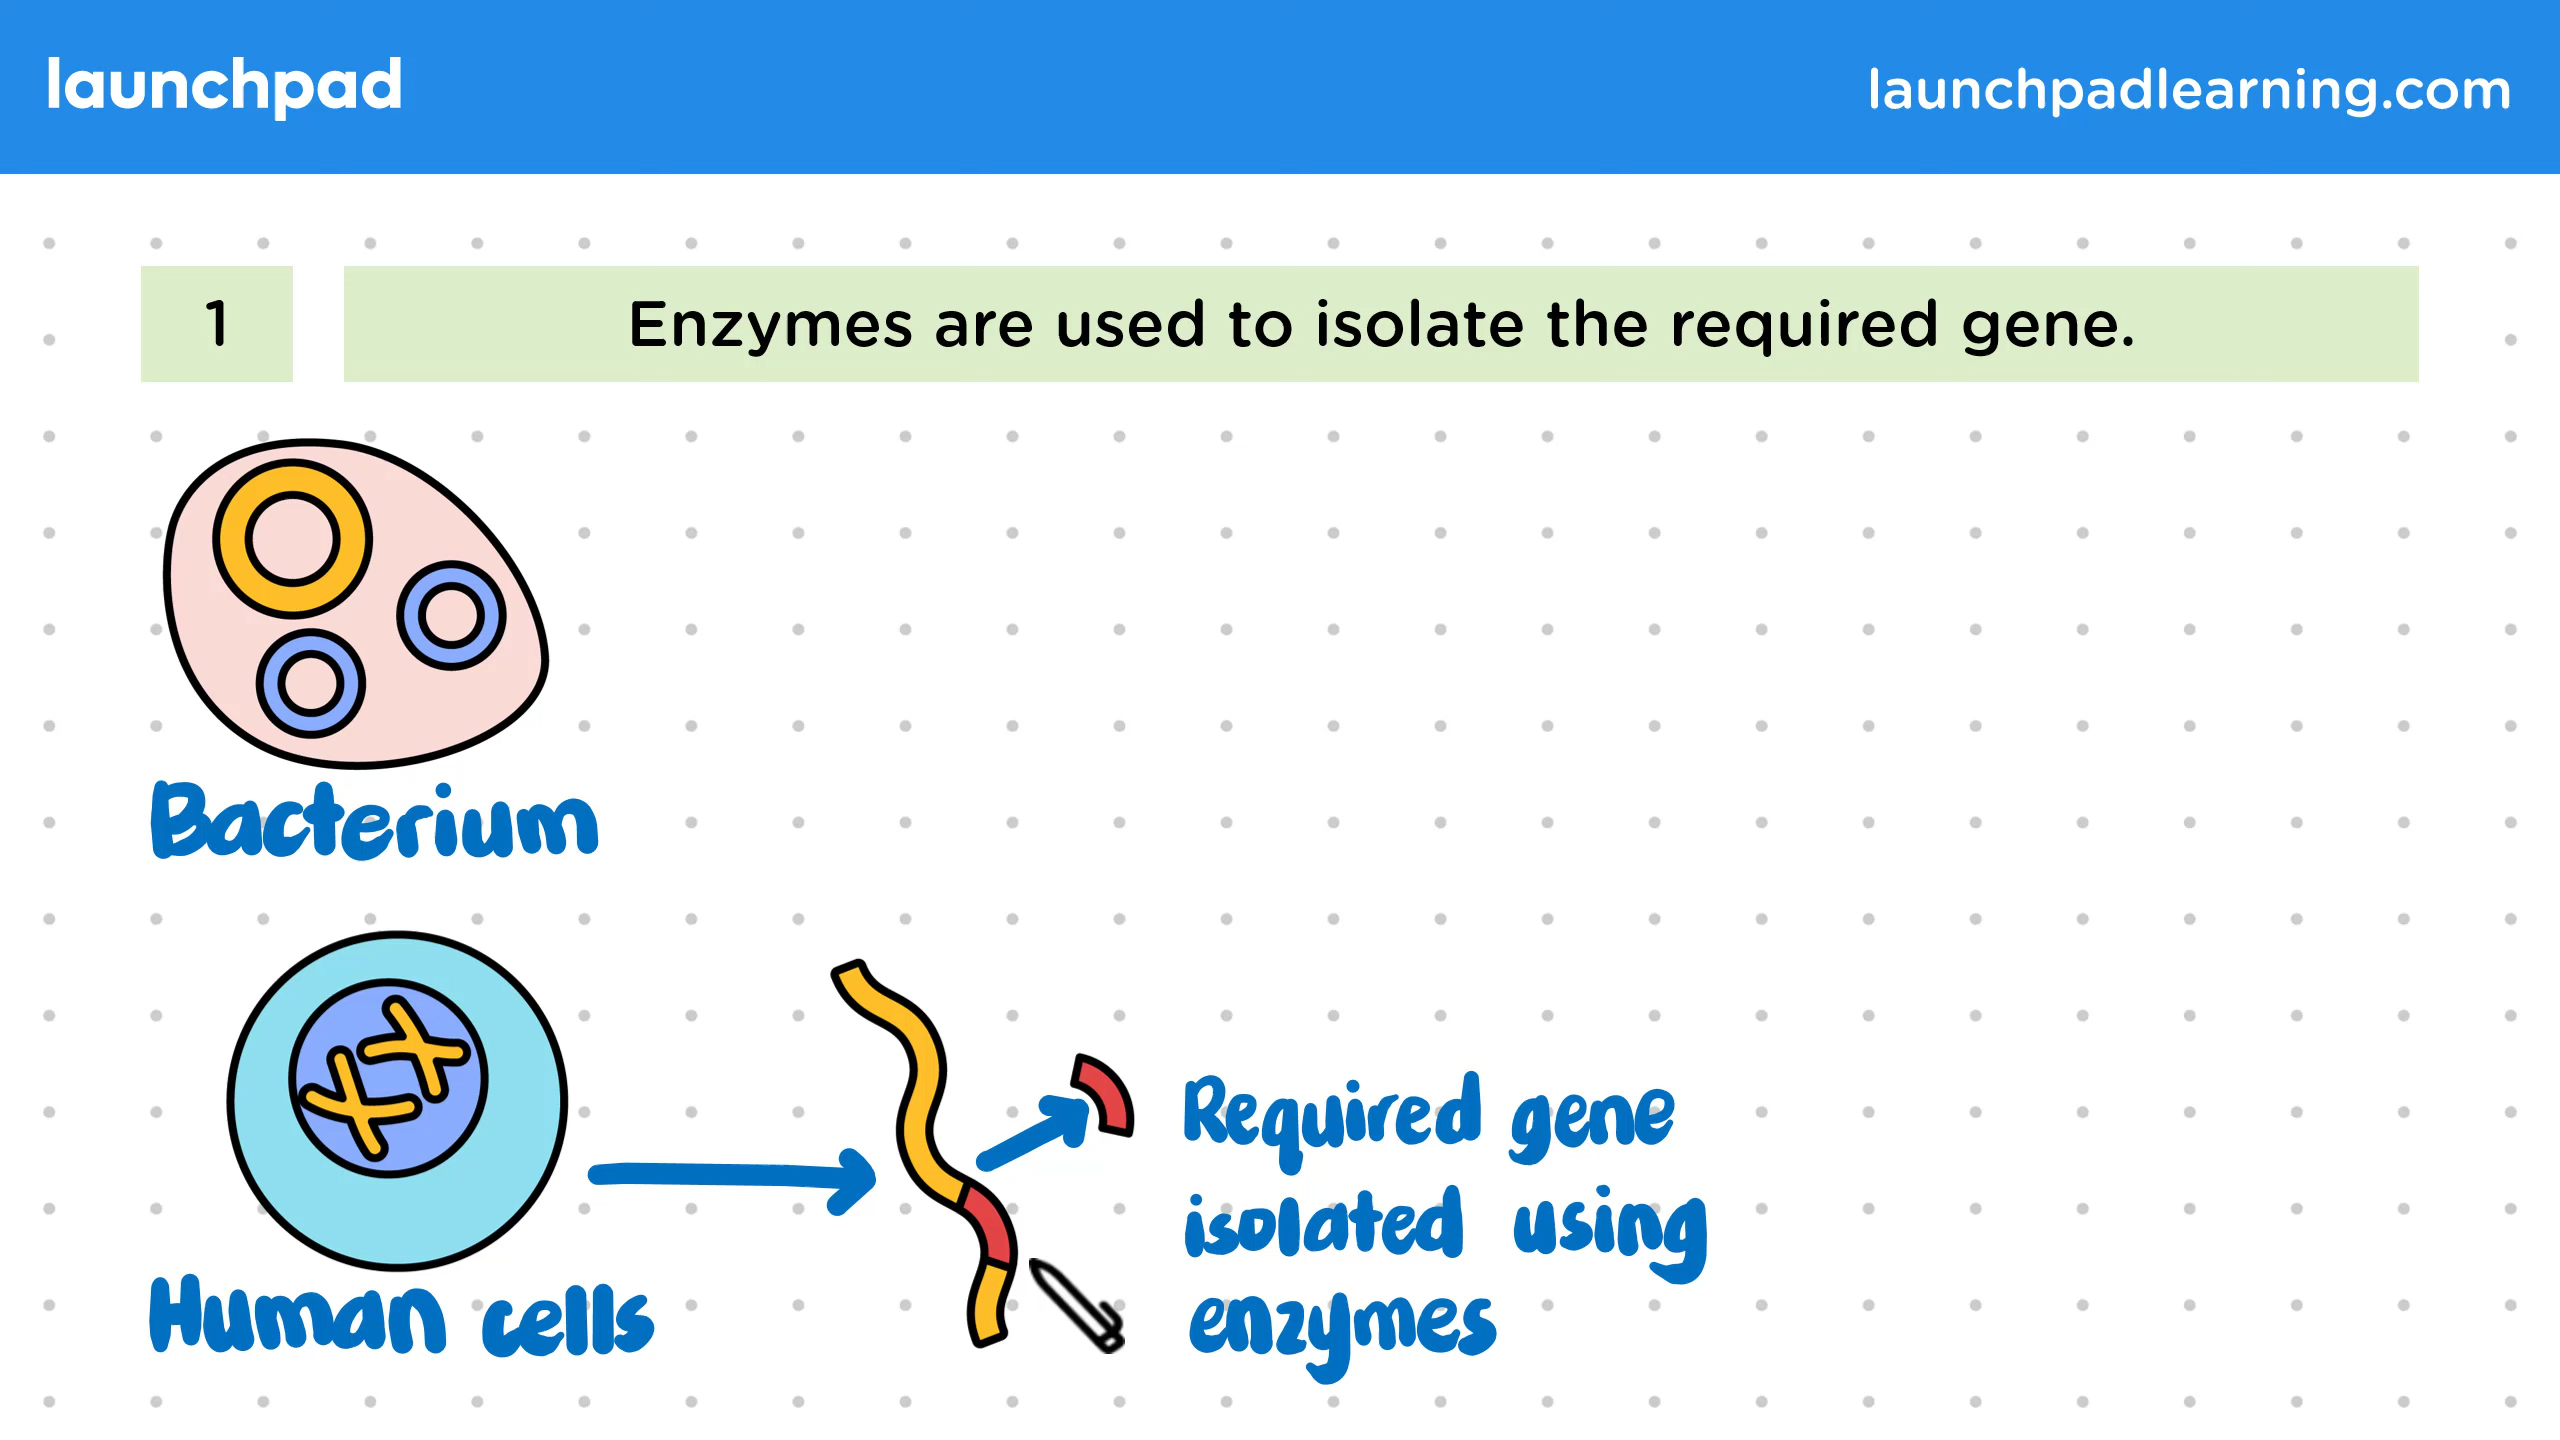 launchpad
launchpadlearning.com
1
Enzymes are used to isolate the required gene.
Bacterium
Human cells
Required gene
isolated using
enzymes